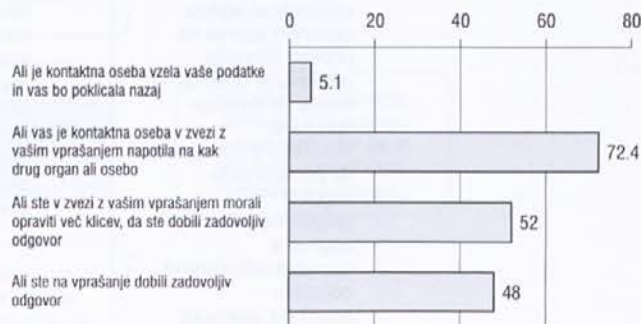 0 20 40 60 80
Ali je kontaktna oseba vzela vaše podatke
in vas bo poklicala nazaj
5.1
Ali vas je kontaktna oseba v zvezi z
vašim vprašanjem napotila na kak
drug organ ali osebo
72.4
Ali ste v zvezi z vašim vprašanjem morali
opraviti več klicev, da ste dobili zadovoljiv
odgovor
52
Ali ste na vprašanje dobili zadovoljiv
odgovor
48